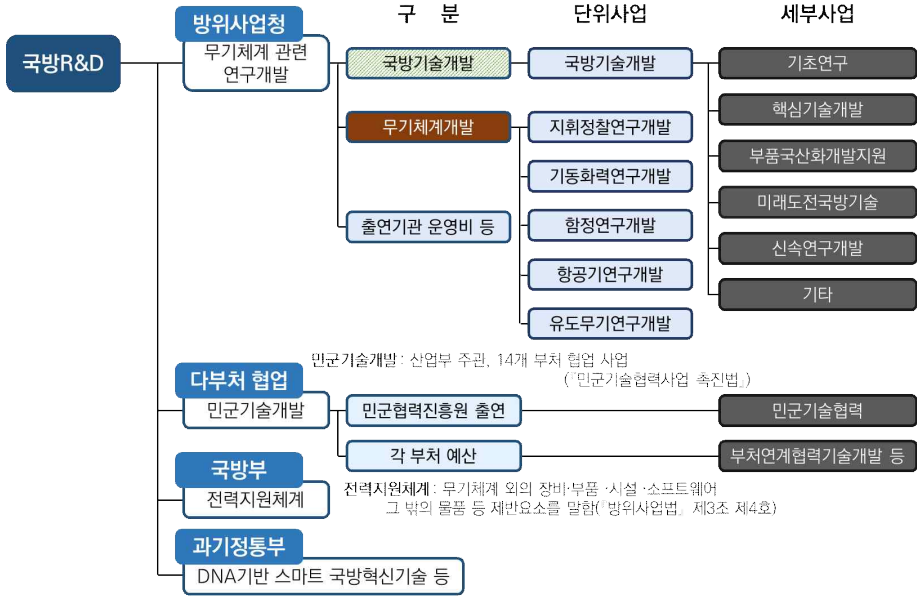 구 분
단위사업
세부사업
국방R&D
방위사업청
무기체계 관련
연구개발
국방기술개발
국방기술개발
기초연구
핵심기술개발
부품국산화개발지원
미래도전국방기술
신속연구개발
기타
무기체계개발
지휘정찰연구개발
기동화력연구개발
함정연구개발
항공기연구개발
유도무기연구개발
출연기관 운영비 등
민군기술개발 : 산업부 주관, 14개 부처 협업 사업
(「민군기술협력사업 촉진법」)
다부처 협업
민군기술개발
민군협력진흥원 출연
민군기술협력
각 부처 예산
부처연계협력기술개발 등
국방부
전력지원체계
전력지원체계 : 무기체계 외의 장비·부품 ·시설 ·소프트웨어
그 밖의 물품 등 제반요소를 말함(「방위사업법」 제3조 제4호)
과기정통부
DNA기반 스마트 국방혁신기술 등